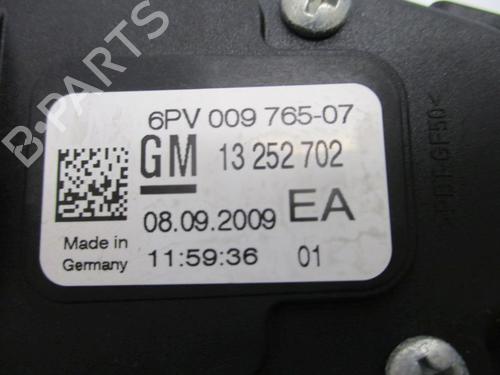 B-PARTS
6PV 009 765-07
GM 13 252 702
08.09.2009 EA
Made in
Germany
11:59:36 01